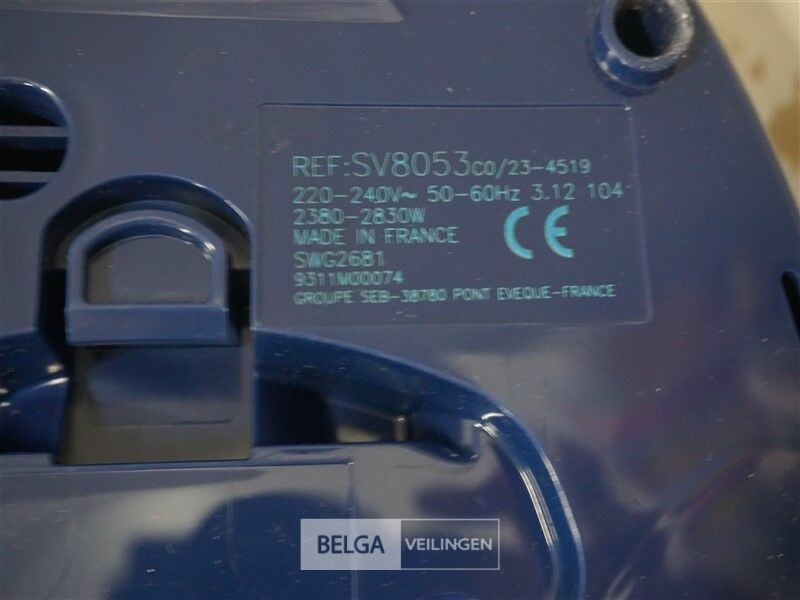 REF:SV8053C0/23-4519
220-240V~ 50-60Hz 3.12 104
2380-2830W
MADE IN FRANCE
CE
SWG2681
9311M00074
GROUPE SEB-38780 PONT EVEQUE-FRANCE
BELGA VEILINGEN